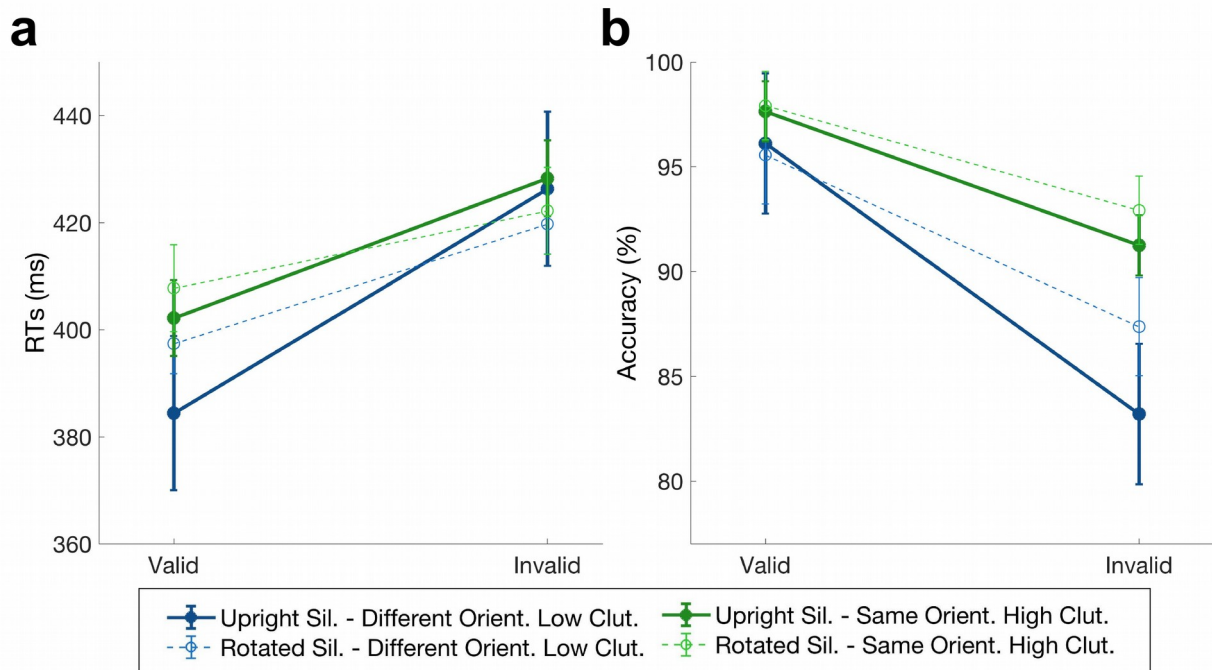 a
b
440
420
400
380
360
RTs (ms)
Valid
Invalid
100
95
90
85
80
Accuracy (%)
Valid
Invalid
Upright Sil. - Different Orient. Low Clut.
Rotated Sil. - Different Orient. Low Clut.
Upright Sil. - Same Orient. High Clut.
Rotated Sil. - Same Orient. High Clut.